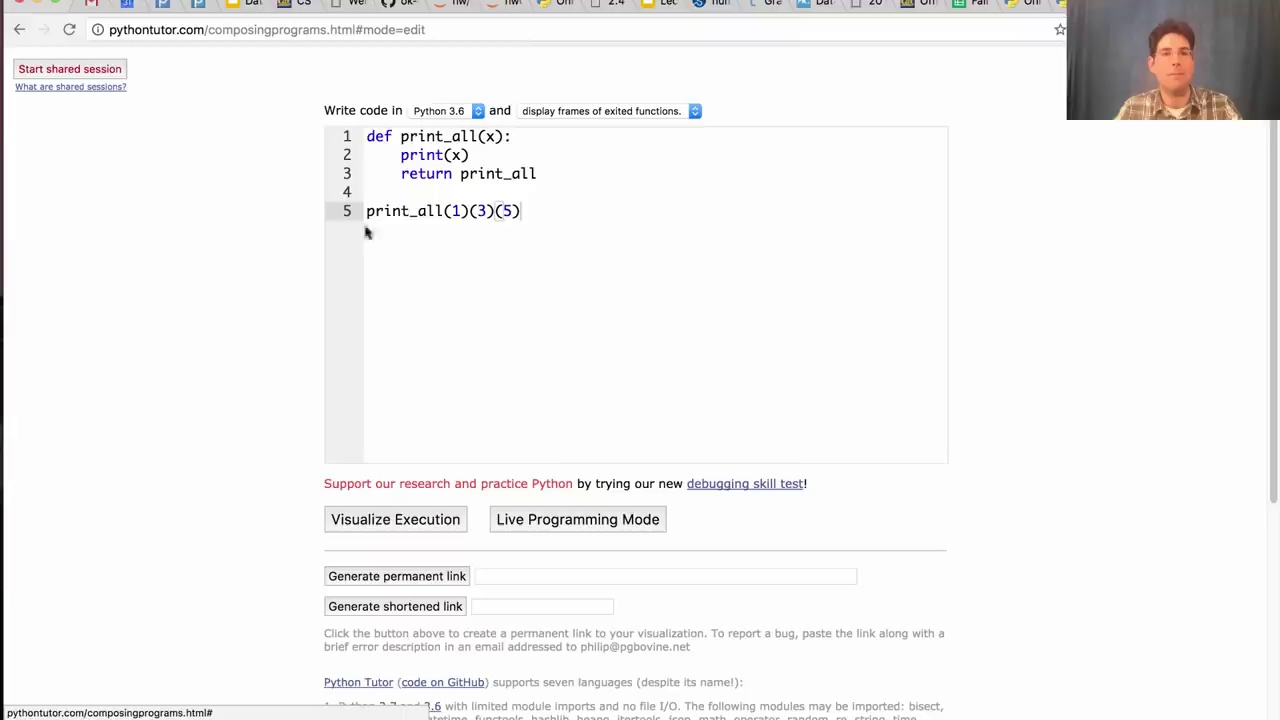 pythontutor.com/composingprograms.html#mode=edit
Start shared session
What are shared sessions?
Write code in Python 3.6 and display frames of exited functions.
1 def print_all(x):
2 print(x)
3 return print_all
4
5 print_all(1)(3)(5)
Support our research and practice Python by trying our new debugging skill test!
Visualize Execution Live Programming Mode
Generate permanent link
Generate shortened link
Click the button above to create a permanent link to your visualization. To report a bug, paste the link along with a
brief error description in an email addressed to philip@pgbovine.net
Python Tutor (code on GitHub) supports seven languages (despite its name!):
3.6 with limited module imports and no file I/O. The following modules may be imported: bisect,
pythontutor.com/composingprograms.html#